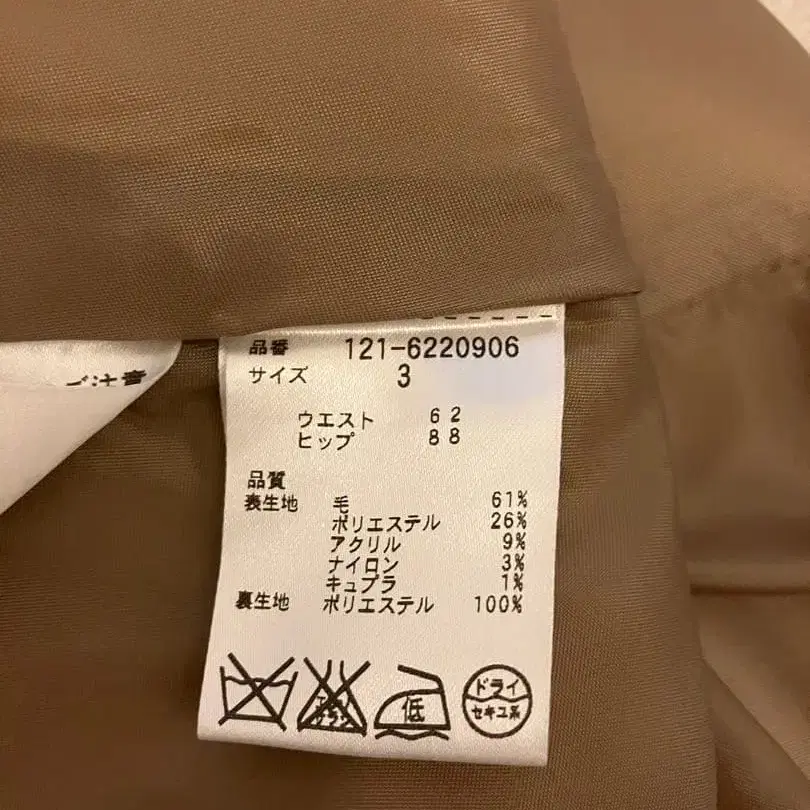 品番 121-6220906
サイズ 3
ウエスト 62
ヒップ 88
品質
表生地 毛 61%
ポリエステル 26%
アクリル 9%
ナイロン 3%
キュプラ 1%
裏生地 ポリエステル 100%
低
ドライ
セキユ系
ご注意